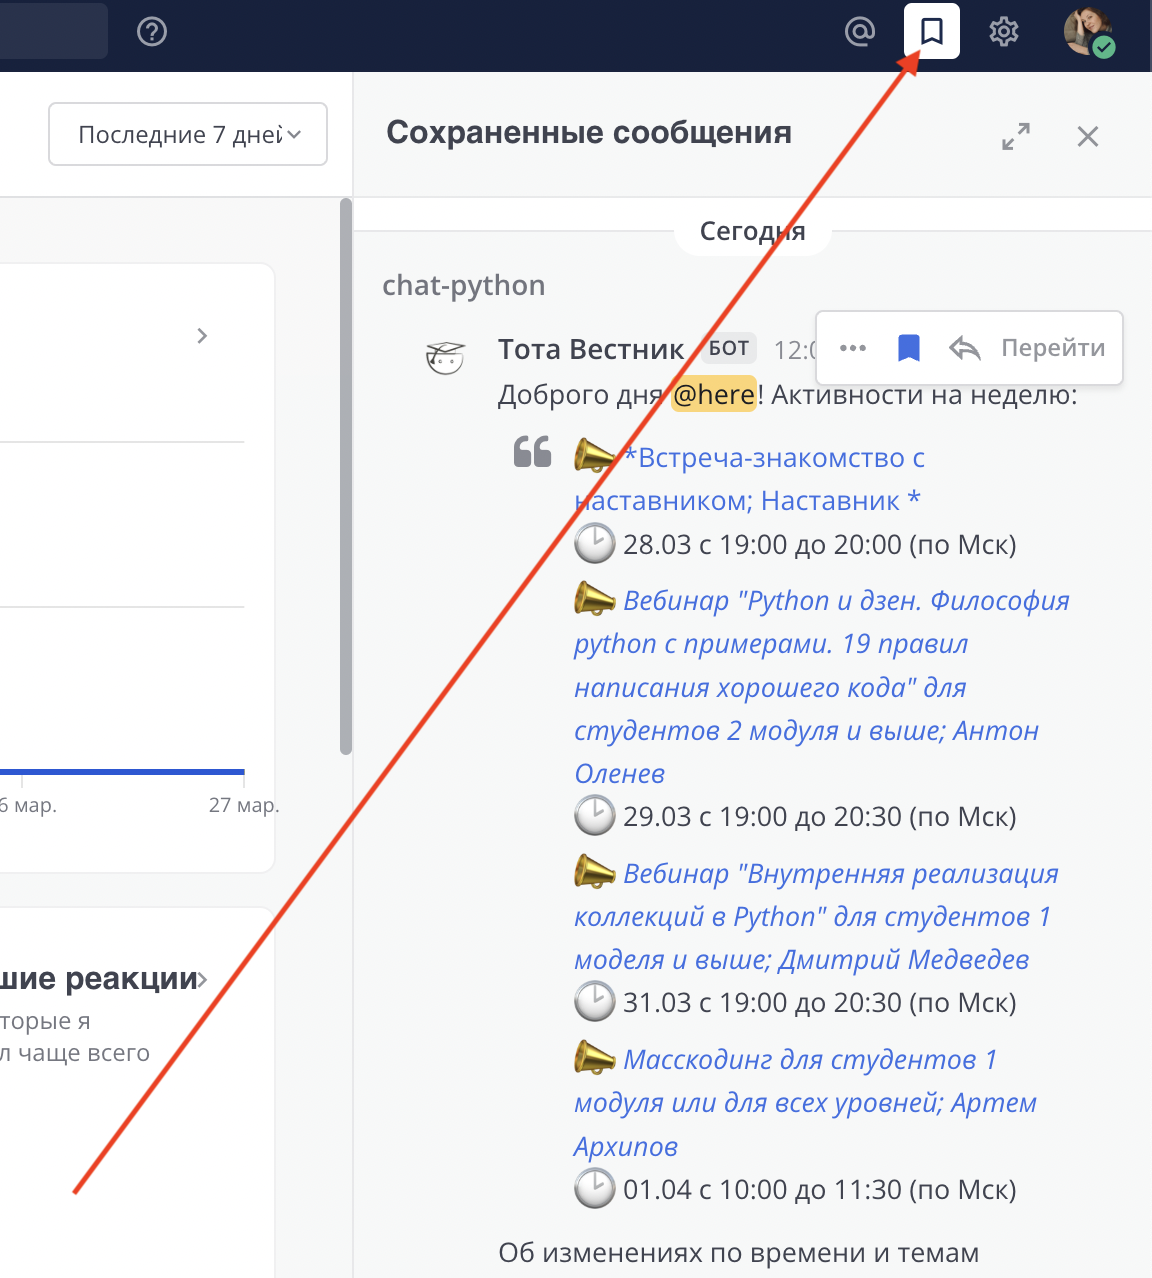 Последние 7 дней
Сохраненные сообщения
Сегодня
chat-python
Тота Вестник БОТ 12:0
Перейти
Доброго дня @here! Активности на неделю:
*Встреча-знакомство с
наставником; Наставник *
28.03 с 19:00 до 20:00 (по Мск)
Вебинар "Python и дзен. Философия
python с примерами. 19 правил
написания хорошего кода" для
студентов 2 модуля и выше; Антон
Оленев
29.03 с 19:00 до 20:30 (по Мск)
Вебинар "Внутренняя реализация
коллекций в Python" для студентов 1
моделя и выше; Дмитрий Медведев
31.03 с 19:00 до 20:30 (по Мск)
Масскодинг для студентов 1
модуля или для всех уровней; Артем
Архипов
01.04 с 10:00 до 11:30 (по Мск)
Об изменениях по времени и темам
6 мар.
27 мар.
шие реакции
торые я
л чаще всего